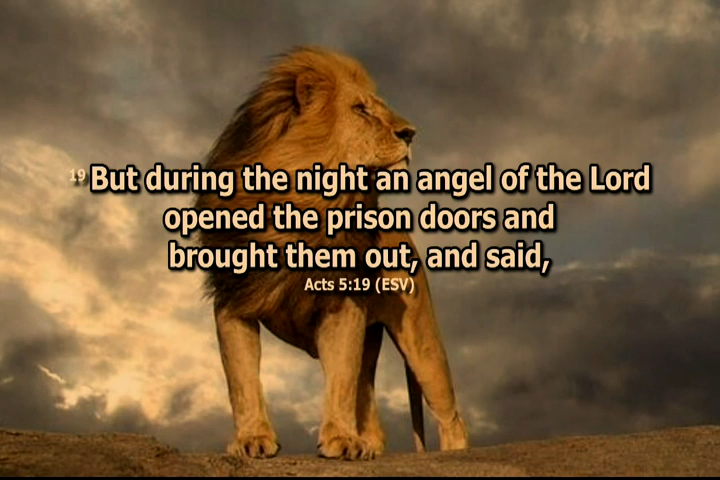 19 But during the night an angel of the Lord
opened the prison doors and
brought them out, and said,
Acts 5:19 (ESV)